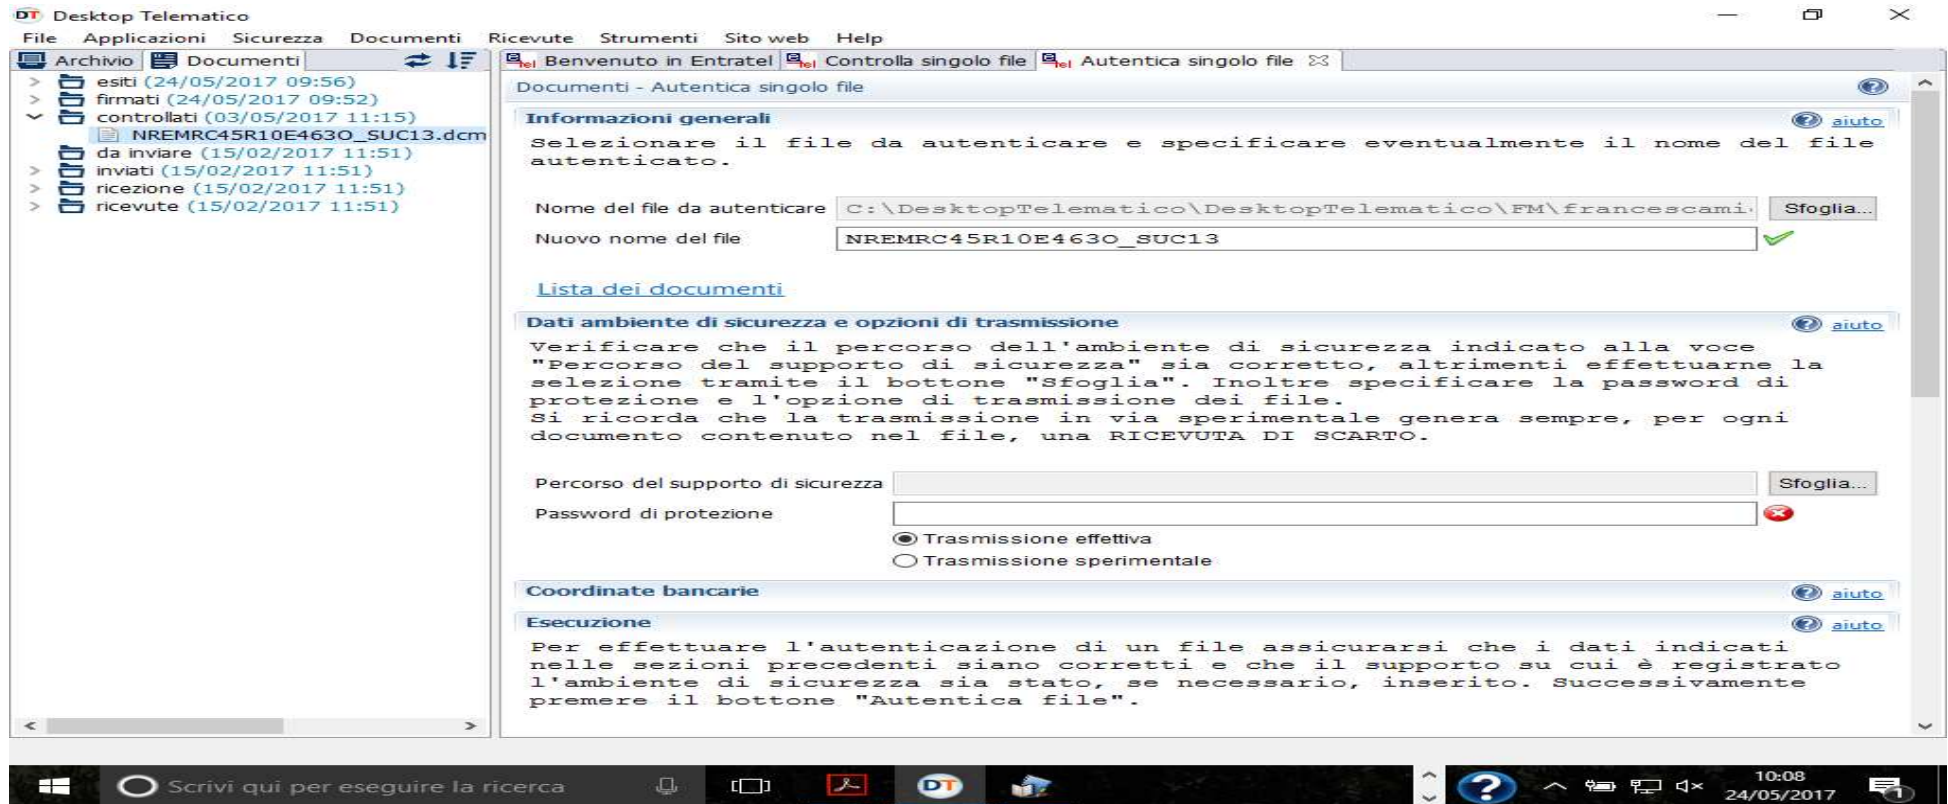 DT Desktop Telematico
File Applicazioni Sicurezza Documenti Ricevute Strumenti Sito web Help
Archivio Documenti
esiti (24/05/2017 09:56)
firmati (24/05/2017 09:52)
controllati (03/05/2017 11:15)
NREMRC45R10E463O_SUC13.dcm
da inviare (15/02/2017 11:51)
inviati (15/02/2017 11:51)
ricezione (15/02/2017 11:51)
ricevute (15/02/2017 11:51)
Benvenuto in Entratel Controlla singolo file Autentica singolo file
Documenti - Autentica singolo file
Informazioni generali aiuto
Selezionare il file da autenticare e specificare eventualmente il nome del file
autenticato.
Nome del file da autenticare C:\DesktopTelematico\DesktopTelematico\FM\francescami Sfoglia...
Nuovo nome del file NREMRC45R10E463O_SUC13
Lista dei documenti
Dati ambiente di sicurezza e opzioni di trasmissione aiuto
Verificare che il percorso dell'ambiente di sicurezza indicato alla voce
"Percorso del supporto di sicurezza" sia corretto, altrimenti effettuarne la
selezione tramite il bottone "Sfoglia". Inoltre specificare la password di
protezione e l'opzione di trasmissione dei file.
Si ricorda che la trasmissione in via sperimentale genera sempre, per ogni
documento contenuto nel file, una RICEVUTA DI SCARTO.
Percorso del supporto di sicurezza Sfoglia...
Password di protezione
Trasmissione effettiva
Trasmissione sperimentale
Coordinate bancarie aiuto
Esecuzione aiuto
Per effettuare l'autenticazione di un file assicurarsi che i dati indicati
nelle sezioni precedenti siano corretti e che il supporto su cui è registrato
l'ambiente di sicurezza sia stato, se necessario, inserito. Successivamente
premere il bottone "Autentica file".
Scrivi qui per eseguire la ricerca
DT
10:08
24/05/2017
1